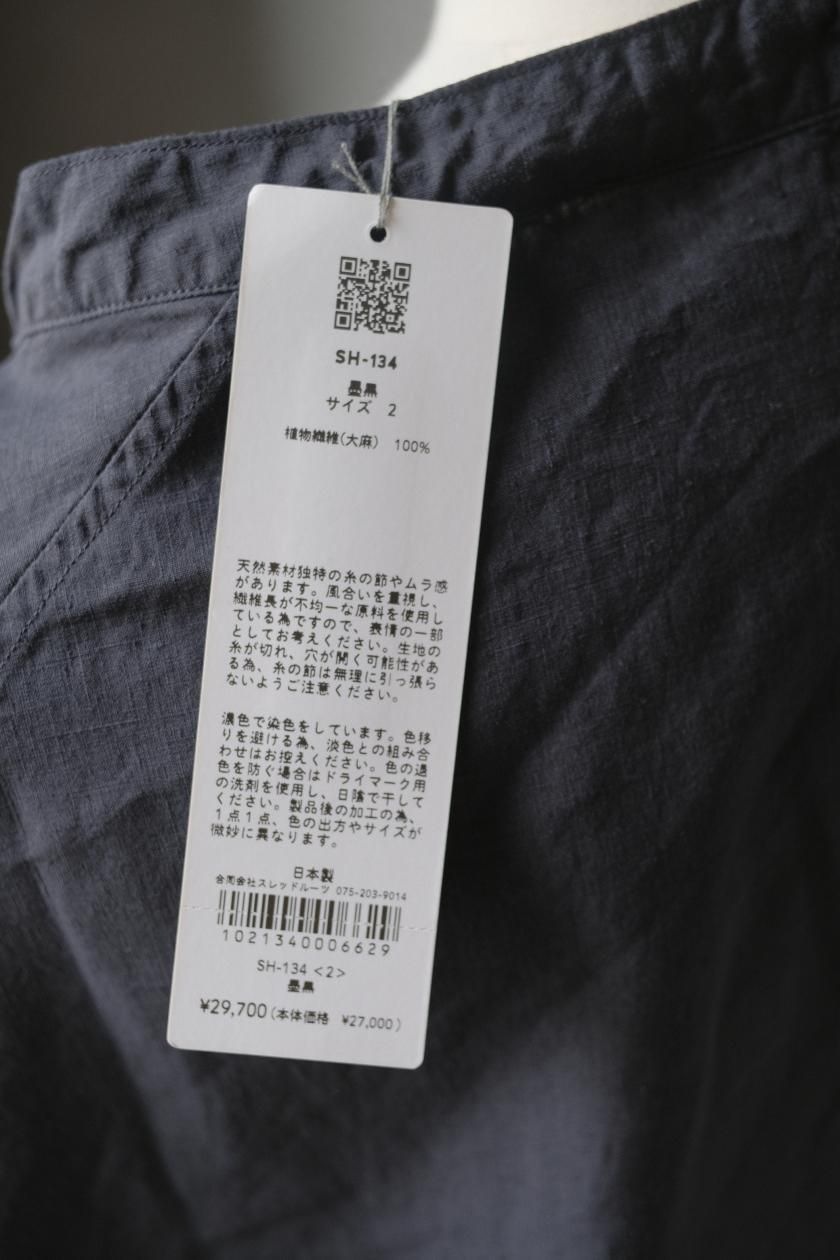 SH-134
墨黒
サイズ 2
植物繊維(大麻) 100%
天然素材独特の糸の節やムラ感
があります。風合いを重視し、
繊維長が不均一な原料を使用し
ている為ですので、表情の一部
としてお考えください。生地の
糸が切れ、穴が開く可能性があ
る為、糸の節は無理に引っ張ら
ないようご注意ください。
濃色で染色をしています。色移
りを避ける為、淡色との組み合
わせはお控えください。色の退
色を防ぐ場合はドライマーク用
の洗剤を使用し、日陰で干して
ください。製品後の加工の為、
1点1点、色の出方やサイズが
微妙に異なります。
日本製
合同会社スレッドルーツ 075-203-9014
1021340006629
SH-134 <2>
墨黒
¥29,700(本体価格 ¥27,000)